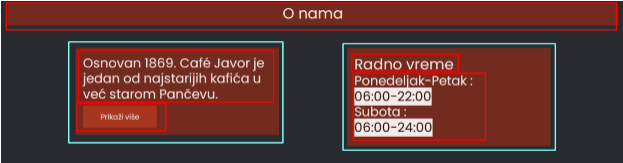 O nama
Osnovan 1869. Café Javor je
jedan od najstarijih kafića u
već starom Pančevu.
Prikaži više
Radno vreme
Ponedeljak-Petak :
06:00-22:00
Subota :
06:00-24:00